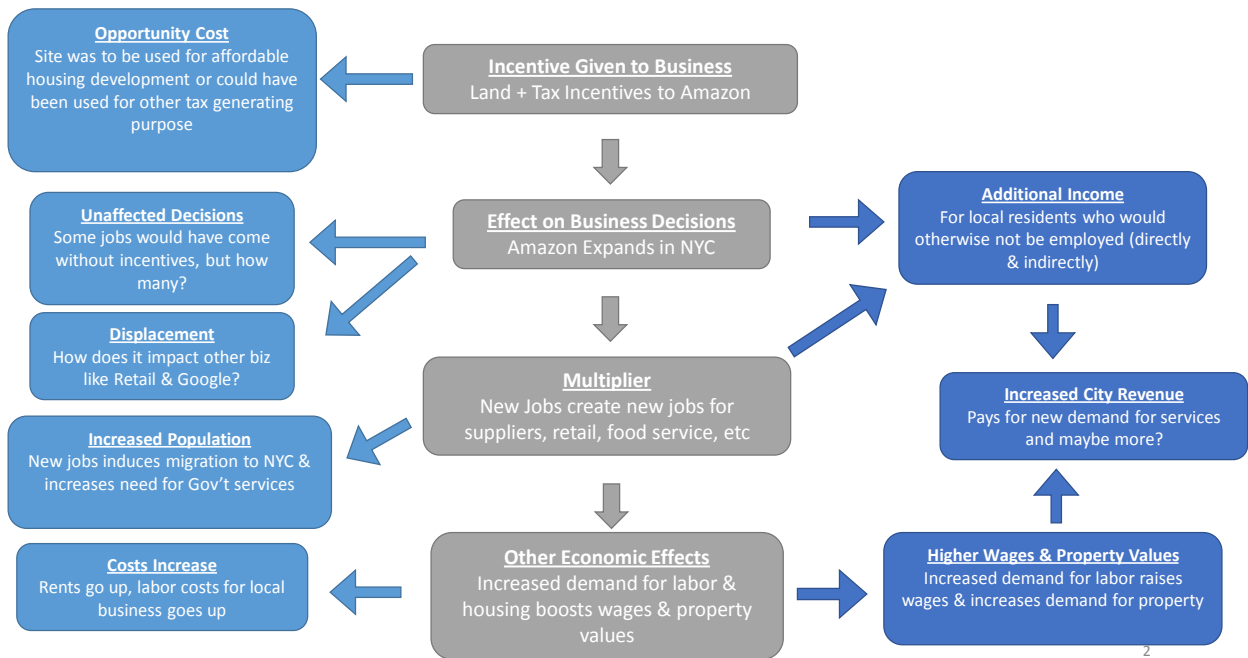 Opportunity Cost
Site was to be used for affordable
housing development or could have
been used for other tax generating
purpose
Incentive Given to Business
Land + Tax Incentives to Amazon
Unaffected Decisions
Some jobs would have come
without incentives, but how
many?
Effect on Business Decisions
Amazon Expands in NYC
Additional Income
For local residents who would
otherwise not be employed (directly
& indirectly)
Displacement
How does it impact other biz
like Retail & Google?
Multiplier
New Jobs create new jobs for
suppliers, retail, food service, etc
Increased City Revenue
Pays for new demand for services
and maybe more?
Increased Population
New jobs induces migration to NYC &
increases need for Gov’t services
Costs Increase
Rents go up, labor costs for local
business goes up
Other Economic Effects
Increased demand for labor &
housing boosts wages & property
values
Higher Wages & Property Values
Increased demand for labor raises
wages & increases demand for property
2